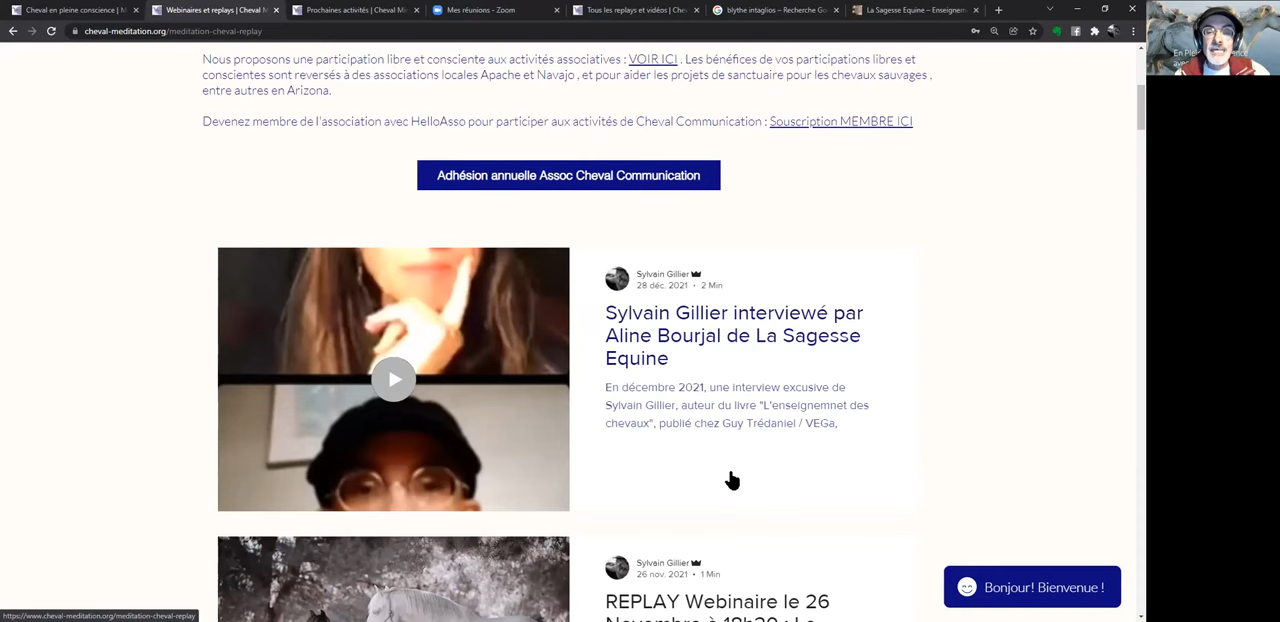 Cheval en pleine conscience | M
Webinaires et replays | Cheval M
Prochaines activités | Cheval Mi
Mes réunions - Zoom
Tous les replays et vidéos | Che
blythe intaglios – Recherche Go
La Sagesse Equine – Enseignem
cheval-meditation.org/meditation-cheval-replay
En Ple
Nous proposons une participation libre et consciente aux activités associatives : VOIR ICI . Les bénéfices de vos participations libres et
conscientes sont reversés à des associations locales Apache et Navajo , et pour aider les projets de sanctuaire pour les chevaux sauvages ,
entre autres en Arizona.
Devenez membre de l'association avec HelloAsso pour participer aux activités de Cheval Communication : Souscription MEMBRE ICI
Adhésion annuelle Assoc Cheval Communication
Sylvain Gillier
28 déc. 2021 • 2 Min
Sylvain Gillier interviewé par
Aline Bourjal de La Sagesse
Equine
En décembre 2021, une interview excusive de
Sylvain Gillier, auteur du livre "L'enseignemnet des
chevaux", publié chez Guy Trédaniel / VEGa,
Sylvain Gillier
26 nov. 2021 • 1 Min
REPLAY Webinaire le 26
Novembre à 18h30 : Le
Bonjour! Bienvenue !
https://www.cheval-meditation.org/meditation-cheval-replay